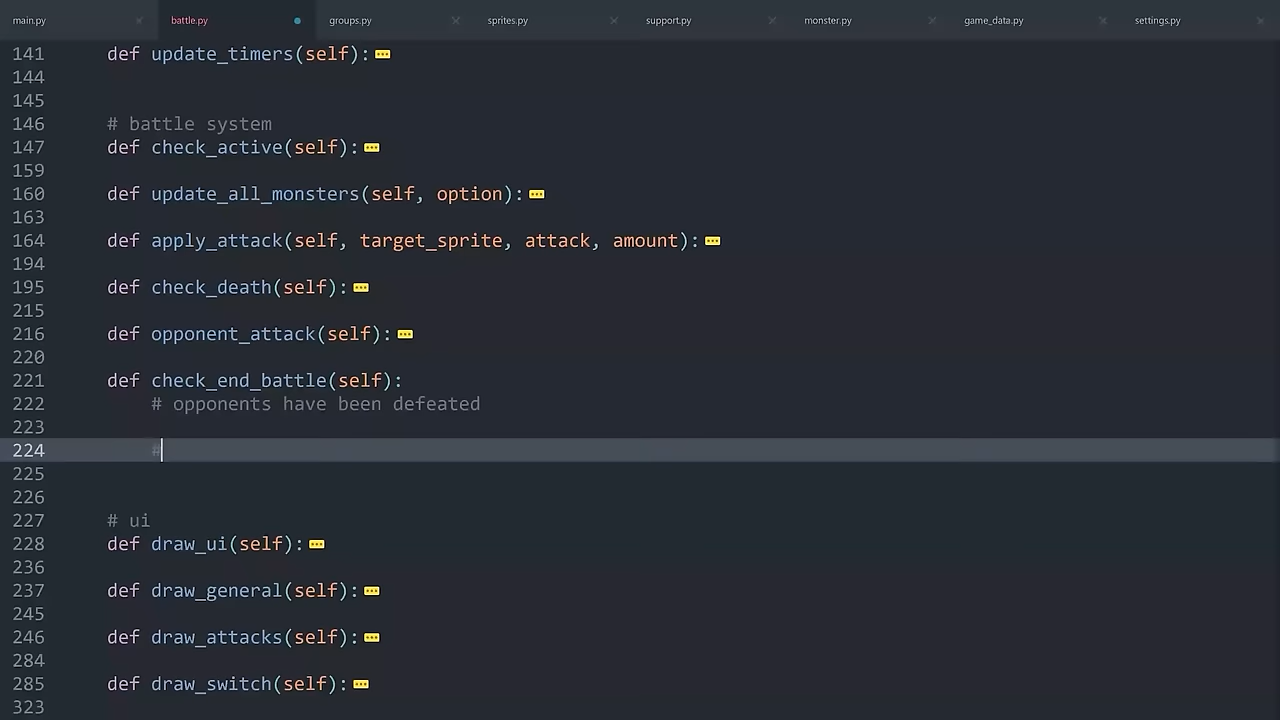 main.py battle.py groups.py sprites.py support.py monster.py game_data.py settings.py
141 def update_timers(self):
144
145
146 # battle system
147 def check_active(self):
159
160 def update_all_monsters(self, option):
163
164 def apply_attack(self, target_sprite, attack, amount):
194
195 def check_death(self):
215
216 def opponent_attack(self):
220
221 def check_end_battle(self):
222 # opponents have been defeated
223
224 #
225
226
227 # ui
228 def draw_ui(self):
236
237 def draw_general(self):
245
246 def draw_attacks(self):
284
285 def draw_switch(self):
323